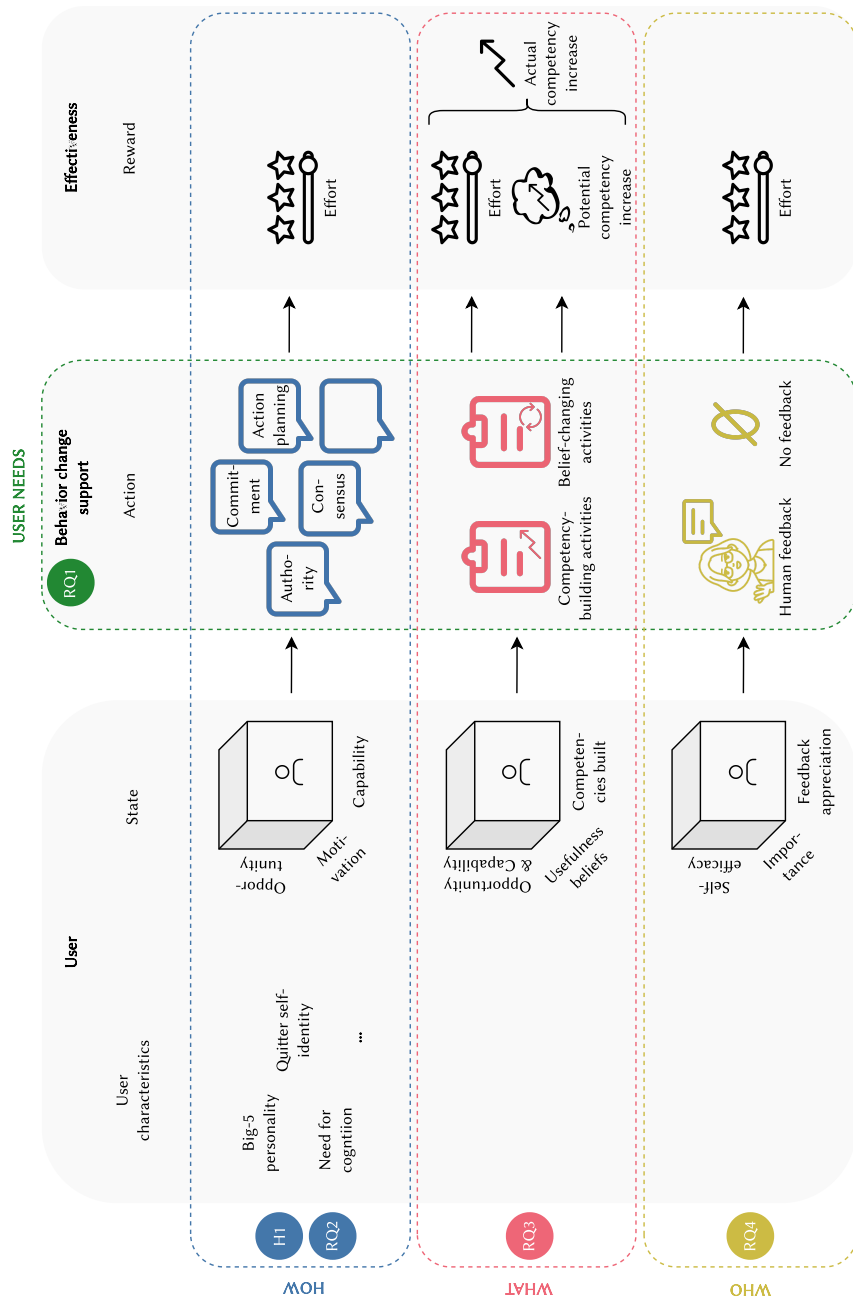 USER NEEDS
RQ1
User
Behavior change
support
Effectiveness
User
characteristics
State
Action
Reward
HOW
H1
RQ2
Big-5
personality
Quitter self-
identity
Need for
cogntiion
...
Oppor-
tunity
Moti-
vation
Capability
Autho-
rity
Commit-
ment
Con-
sensus
Action
planning
Effort
WHAT
RQ3
Opportunity
& Capability
Usefulness
beliefs
Competen-
cies built
Competency-
building activities
Belief-changing
activities
Effort
Potential
competency
increase
Actual
competency
increase
WHO
RQ4
Self-
efficacy
Impor-
tance
Feedback
appreciation
Human feedback
No feedback
Effort